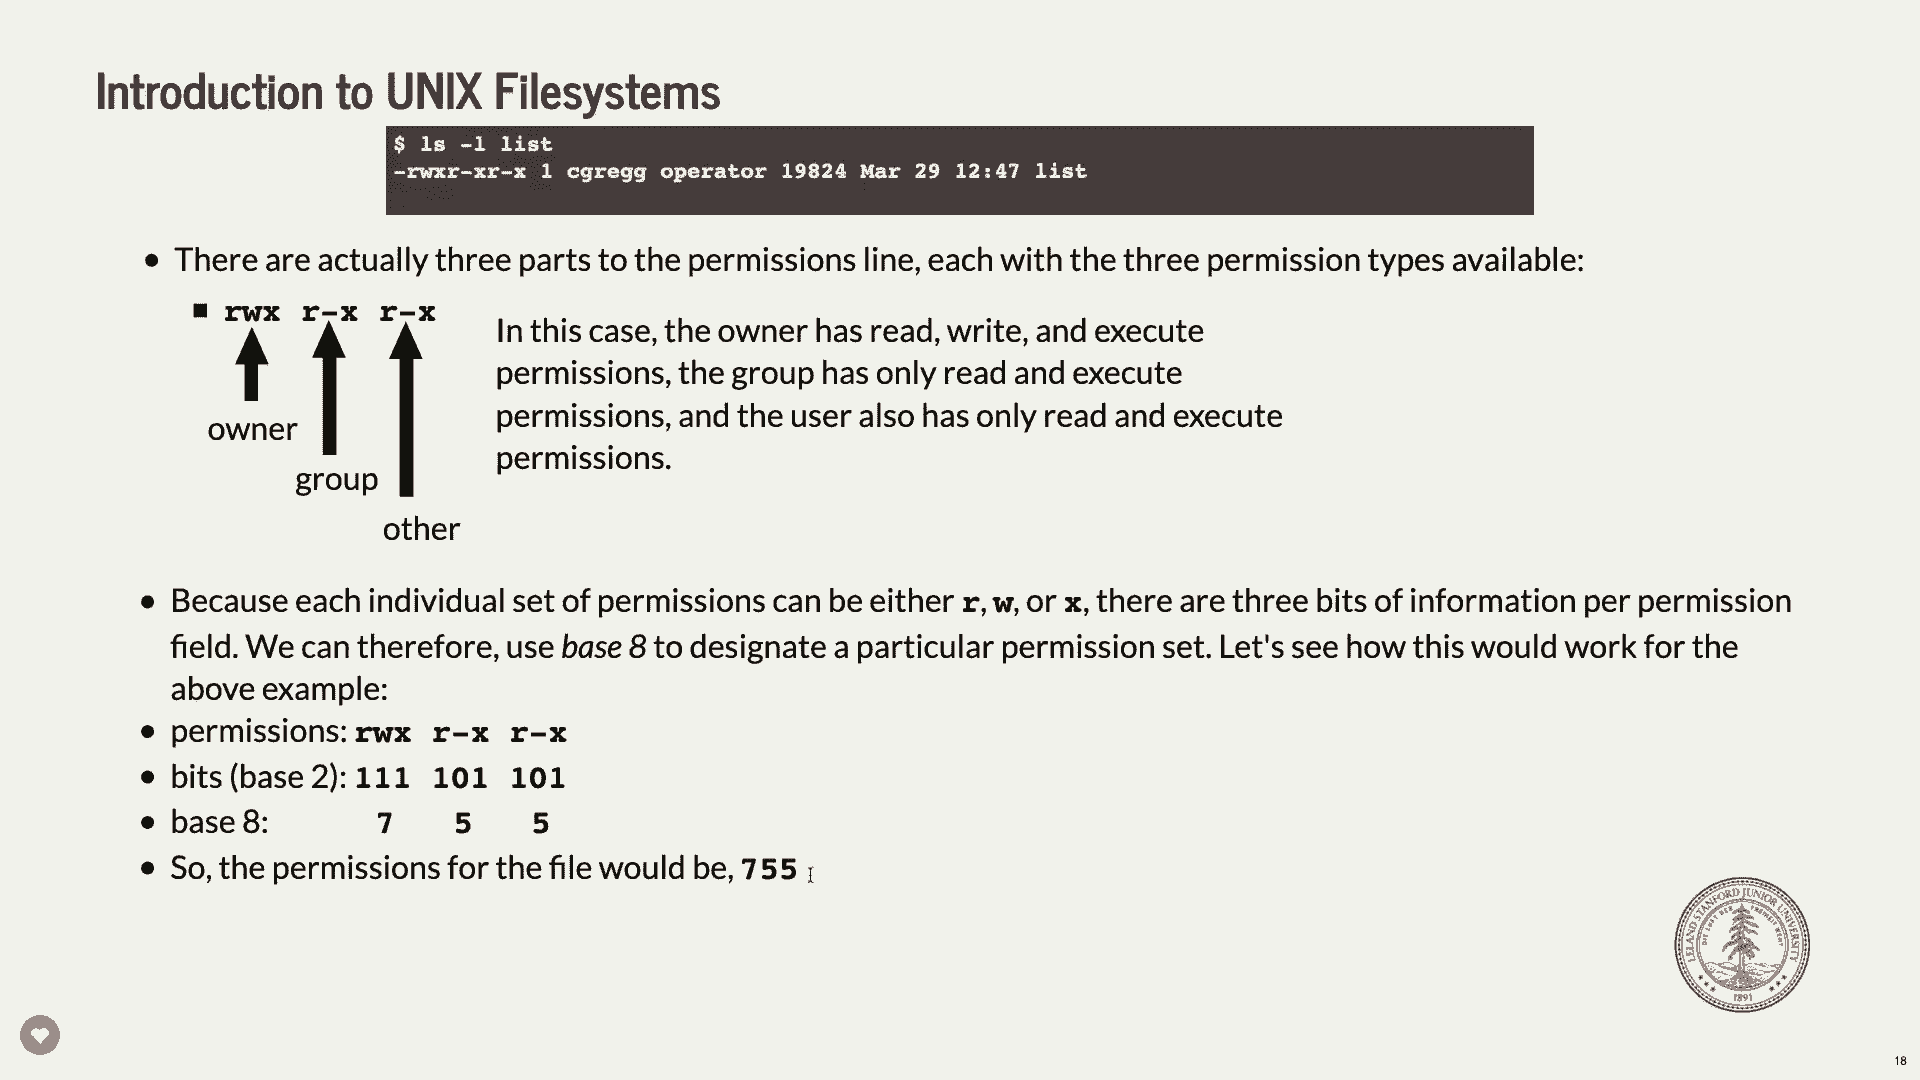 Introduction to UNIX Filesystems
$ ls -l list
-rwxr-xr-x 1 cgregg operator 19824 Mar 29 12:47 list
• There are actually three parts to the permissions line, each with the three permission types available:
■ rwx r-x r-x
In this case, the owner has read, write, and execute
permissions, the group has only read and execute
permissions, and the user also has only read and execute
permissions.
owner
group
other
• Because each individual set of permissions can be either r, w, or x, there are three bits of information per permission
field. We can therefore, use base 8 to designate a particular permission set. Let's see how this would work for the
above example:
• permissions: rwx r-x r-x
• bits (base 2): 111 101 101
• base 8: 7 5 5
• So, the permissions for the file would be, 755
LELAND STANFORD JUNIOR UNIVERSITY
1891
18